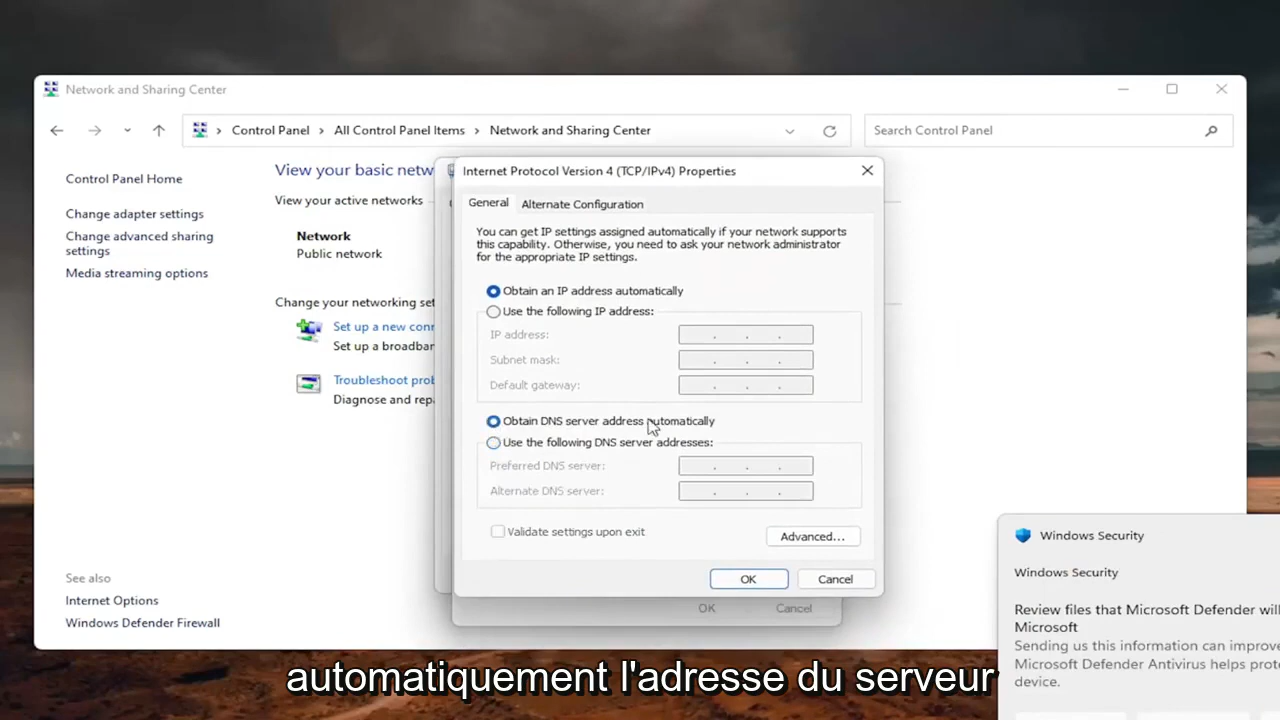 Network and Sharing Center
Control Panel > All Control Panel Items > Network and Sharing Center
Search Control Panel
Control Panel Home
Change adapter settings
Change advanced sharing
settings
Media streaming options
See also
Internet Options
Windows Defender Firewall
View your basic netw
View your active networks
Network
Public network
Change your networking set
Set up a new conn
Set up a broadban
Troubleshoot prob
Diagnose and repa
Internet Protocol Version 4 (TCP/IPv4) Properties
General
Alternate Configuration
You can get IP settings assigned automatically if your network supports
this capability. Otherwise, you need to ask your network administrator
for the appropriate IP settings.
Obtain an IP address automatically
Use the following IP address:
IP address:
Subnet mask:
Default gateway:
Obtain DNS server address automatically
Use the following DNS server addresses:
Preferred DNS server:
Alternate DNS server:
Validate settings upon exit
Advanced...
OK
Cancel
OK
Cancel
Windows Security
Windows Security
Review files that Microsoft Defender wil
Microsoft
Sending us this information can improve
Microsoft Defender Antivirus helps prote
device.
automatiquement l'adresse du serveur